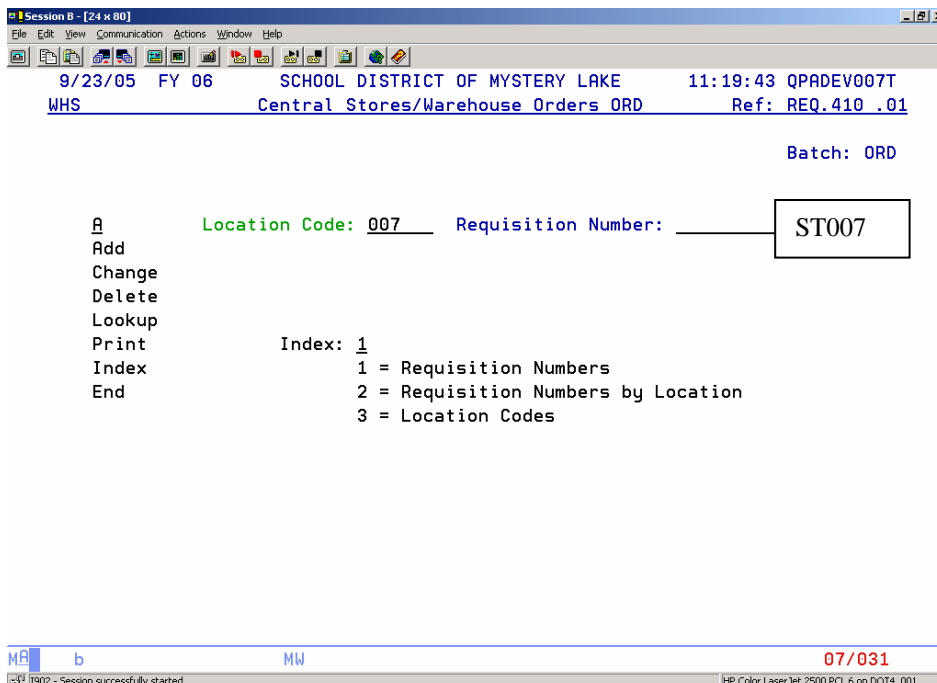 Session B - [24 x 80]
File Edit View Communication Actions Window Help
9/23/05 FY 06 SCHOOL DISTRICT OF MYSTERY LAKE 11:19:43 QPADEV007T
WHS Central Stores/Warehouse Orders ORD Ref: REQ.410 .01
Batch: ORD
A Location Code: 007 Requisition Number: ST007
Add
Change
Delete
Lookup
Print Index: 1
Index 1 = Requisition Numbers
End 2 = Requisition Numbers by Location
3 = Location Codes
MA b MW 07/031
I902 - Session successfully started HP Color LaserJet 2500 PCL 6 on DOT4_001